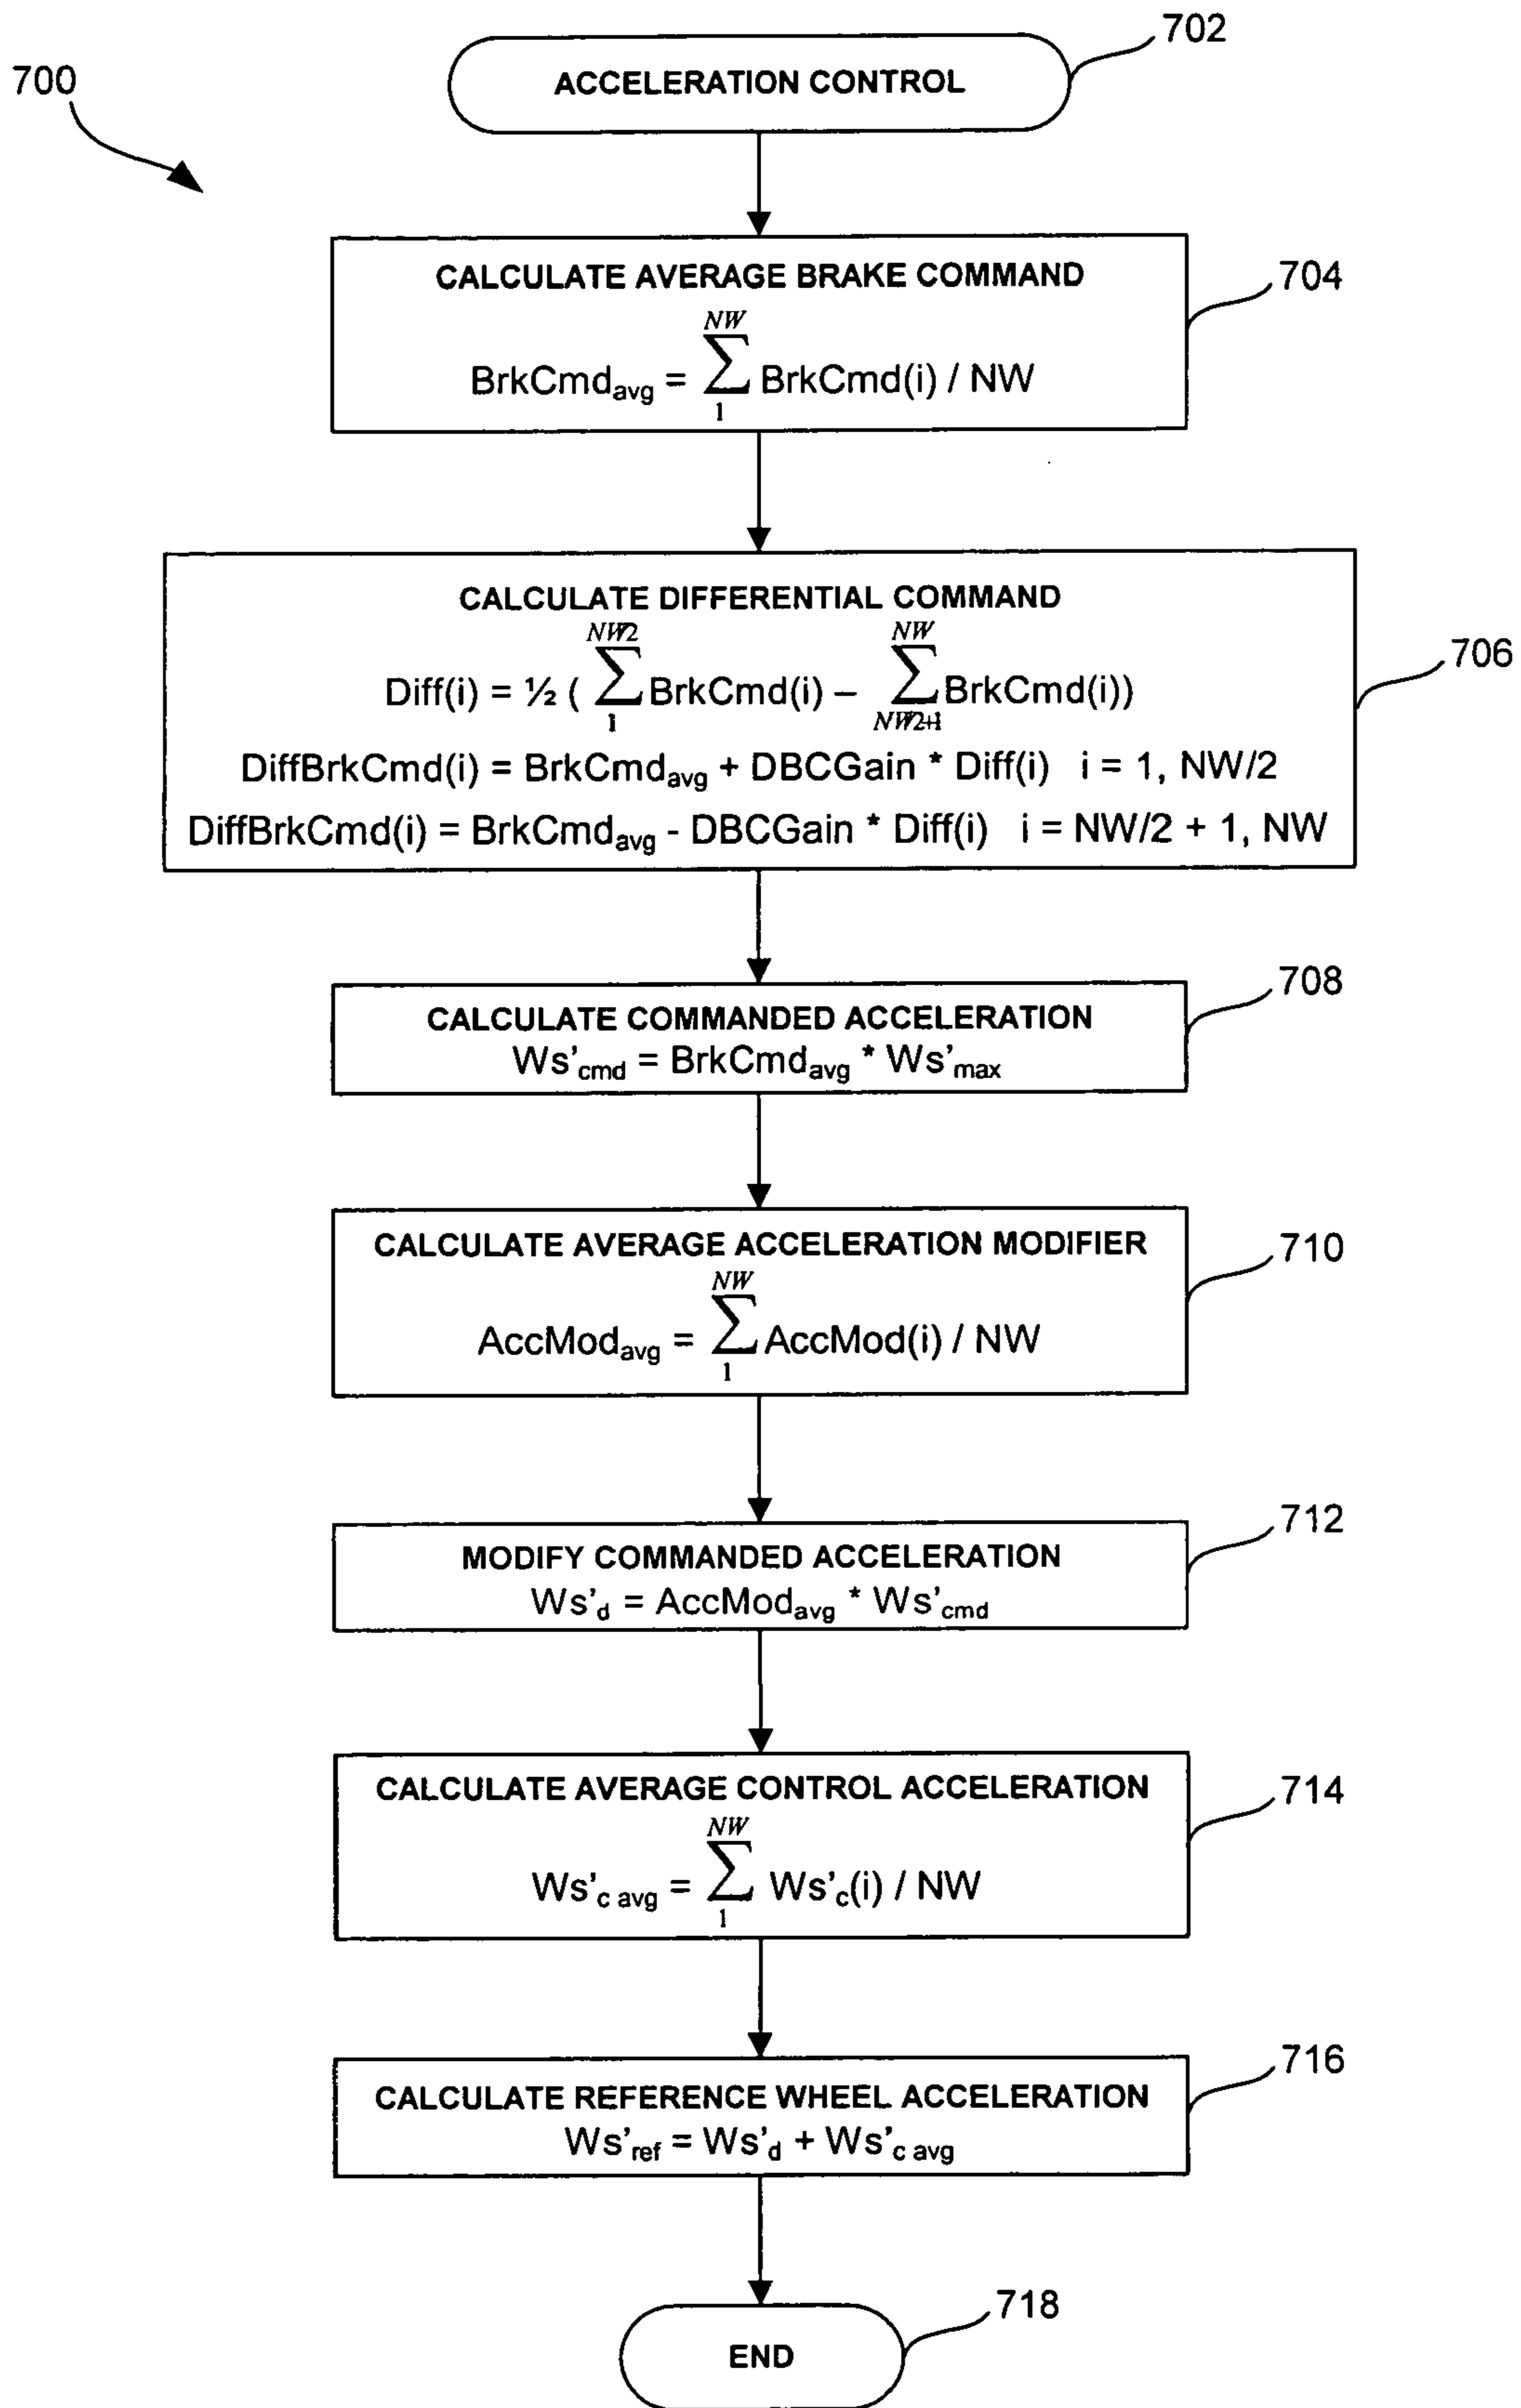 700
702
ACCELERATION CONTROL
704
CALCULATE AVERAGE BRAKE COMMAND
NW
BrkCmdavg = ∑ BrkCmd(i) / NW
1
706
CALCULATE DIFFERENTIAL COMMAND
NW2 NW
Diff(i) = ½ ( ∑ BrkCmd(i) – ∑ BrkCmd(i))
1 NW2+1
DiffBrkCmd(i) = BrkCmdavg + DBCGain * Diff(i) i = 1, NW/2
DiffBrkCmd(i) = BrkCmdavg - DBCGain * Diff(i) i = NW/2 + 1, NW
708
CALCULATE COMMANDED ACCELERATION
Ws'cmd = BrkCmdavg * Ws'max
710
CALCULATE AVERAGE ACCELERATION MODIFIER
NW
AccModavg = ∑ AccMod(i) / NW
1
712
MODIFY COMMANDED ACCELERATION
Ws'd = AccModavg * Ws'cmd
714
CALCULATE AVERAGE CONTROL ACCELERATION
NW
Ws'c avg = ∑ Ws'c(i) / NW
1
716
CALCULATE REFERENCE WHEEL ACCELERATION
Ws'ref = Ws'd + Ws'c avg
718
END